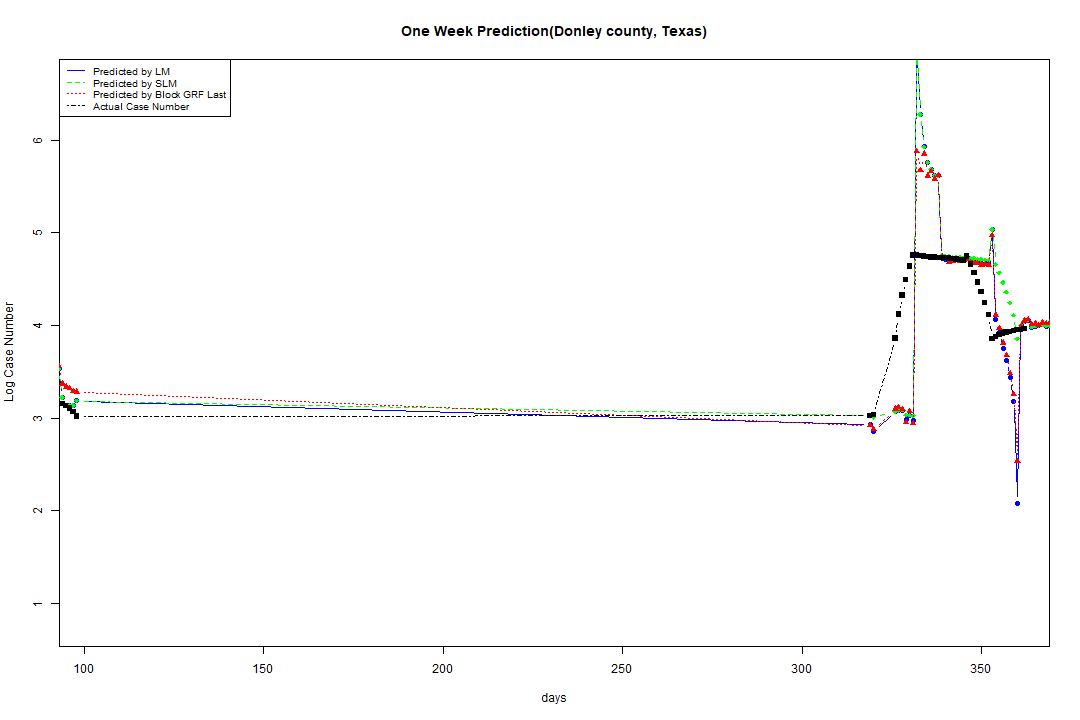 One Week Prediction(Donley county, Texas)
Predicted by LM
Predicted by SLM
Predicted by Block GRF Last
Actual Case Number
Log Case Number
6
5
4
3
2
1
100 150 200 250 300 350
days